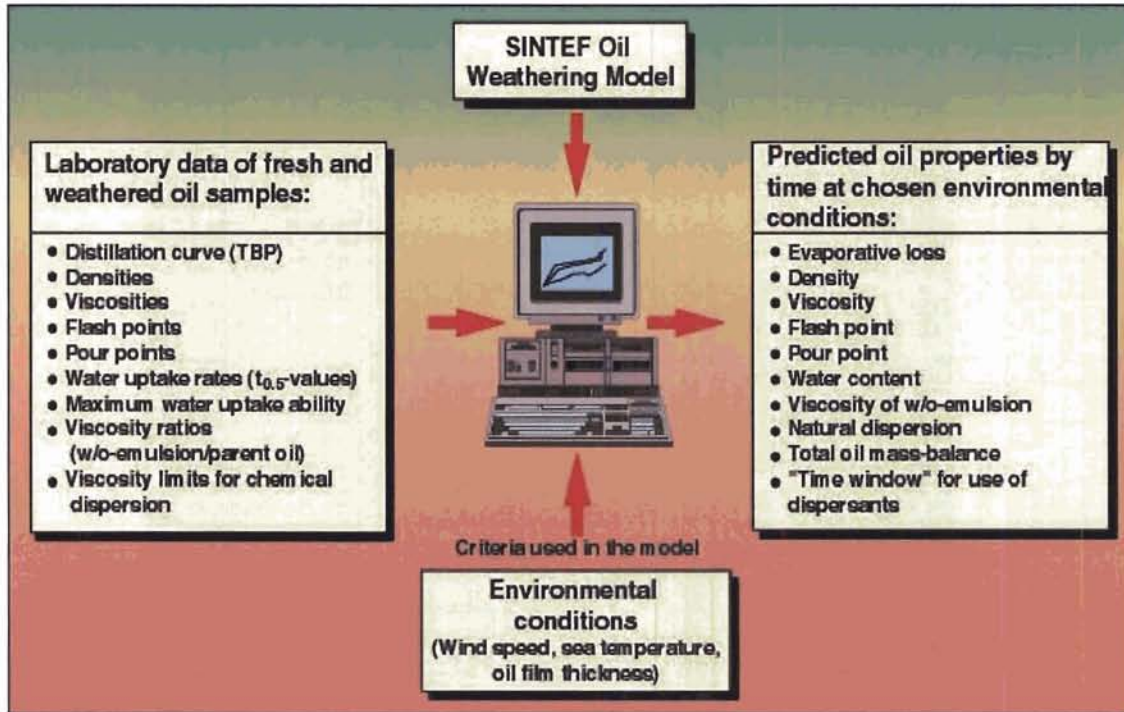 SINTEF Oil
Weathering Model
Laboratory data of fresh and
weathered oil samples:
• Distillation curve (TBP)
• Densities
• Viscosities
• Flash points
• Pour points
• Water uptake rates (t0.5-values)
• Maximum water uptake ability
• Viscosity ratios
(w/o-emulsion/parent oil)
• Viscosity limits for chemical
dispersion
Predicted oil properties by
time at chosen environmental
conditions:
• Evaporative loss
• Density
• Viscosity
• Flash point
• Pour point
• Water content
• Viscosity of w/o-emulsion
• Natural dispersion
• Total oil mass-balance
• "Time window" for use of
dispersants
Criteria used in the model
Environmental
conditions
(Wind speed, sea temperature,
oil film thickness)